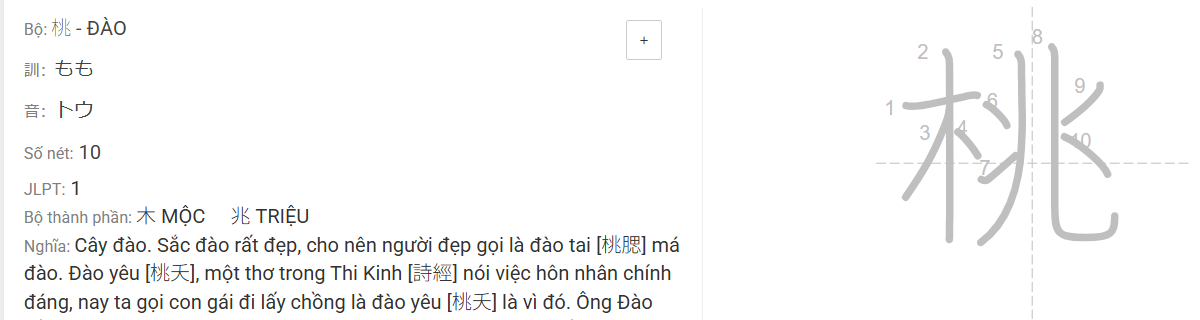 Bộ: 桃 - ĐÀO
+
訓: もも
音: トウ
Số nét: 10
JLPT: 1
Bộ thành phần: 木 MỘC 兆 TRIỆU
Nghĩa: Cây đào. Sắc đào rất đẹp, cho nên người đẹp gọi là đào tai [桃腮] má
đào. Đào yêu [桃夭], một thơ trong Thi Kinh [詩經] nói việc hôn nhân chính
đáng, nay ta gọi con gái đi lấy chồng là đào yêu [桃夭] là vì đó. Ông Đào
桃
1
2
3
4
5
6
7
8
9
10